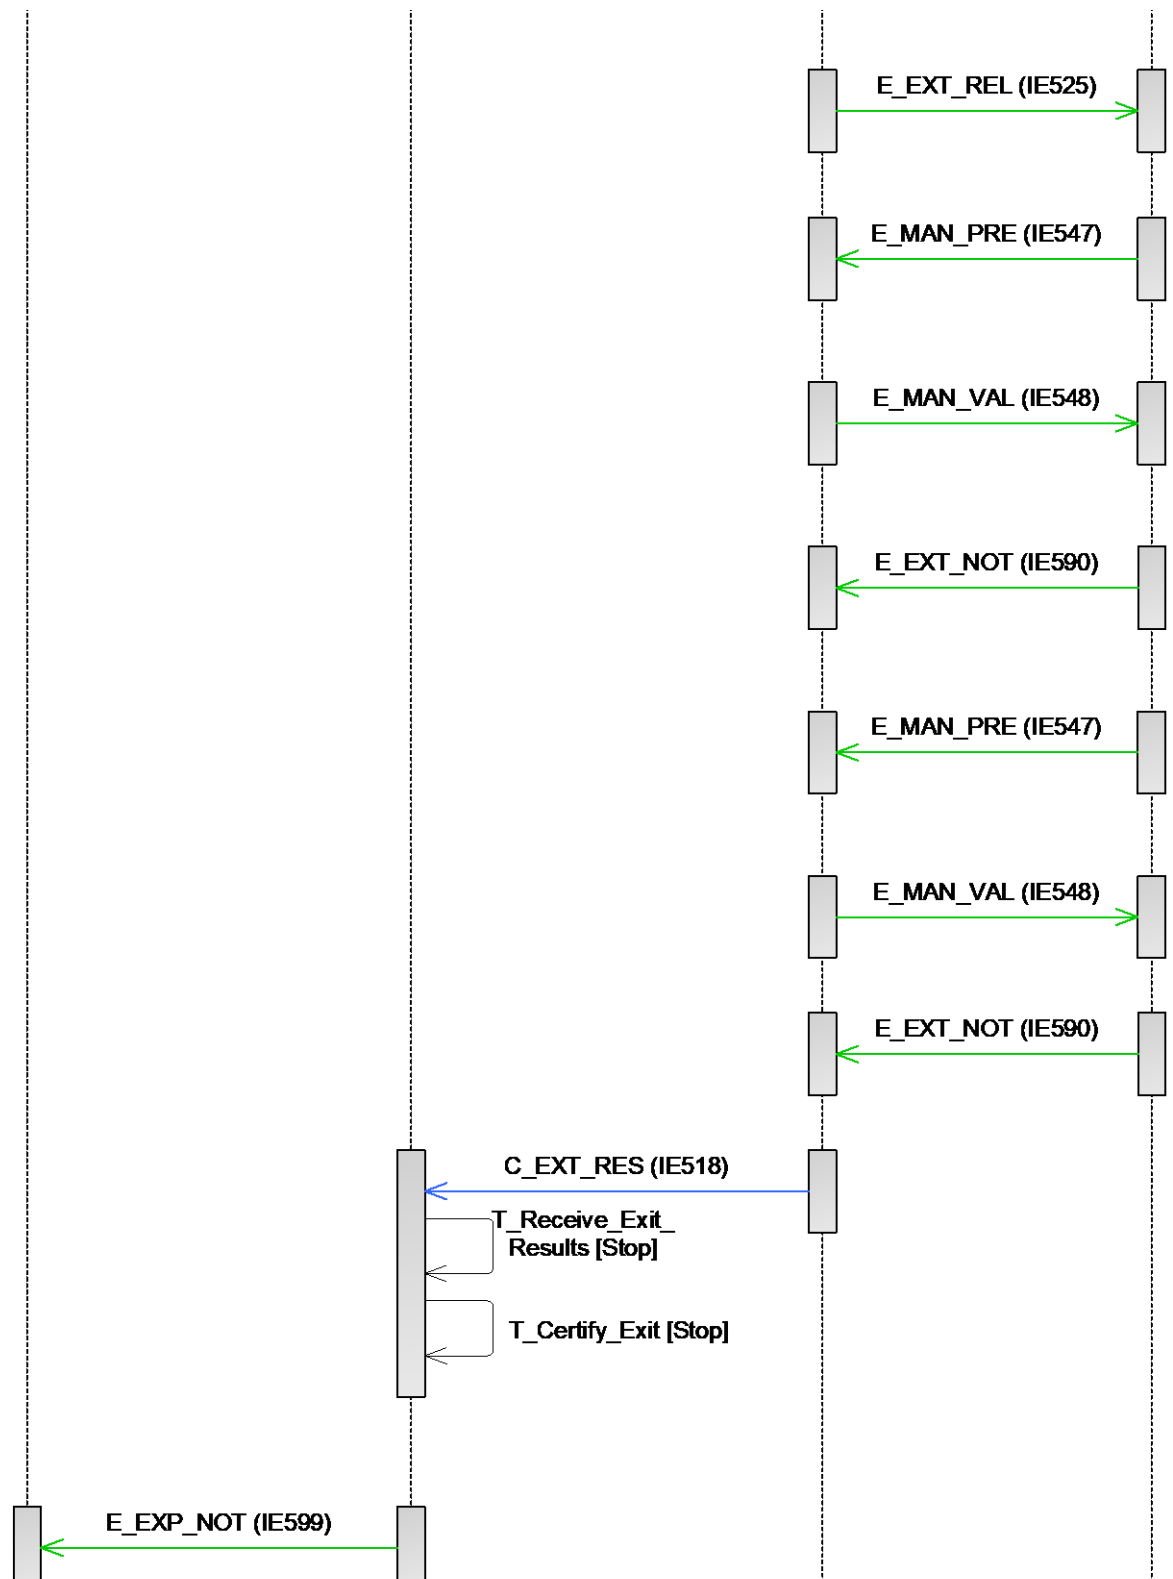 E_EXT_REL (IE525)
E_MAN_PRE (IE547)
E_MAN_VAL (IE548)
E_EXT_NOT (IE590)
E_MAN_PRE (IE547)
E_MAN_VAL (IE548)
E_EXT_NOT (IE590)
C_EXT_RES (IE518)
T_Receive_Exit_
Results [Stop]
T_Certify_Exit [Stop]
E_EXP_NOT (IE599)